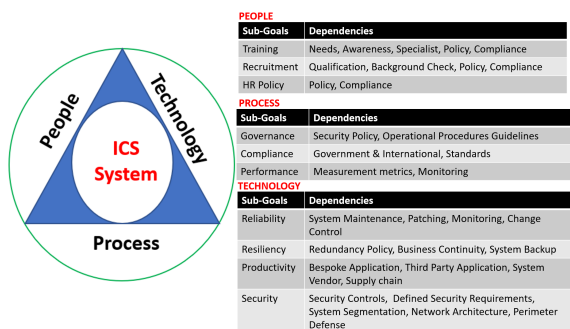 People
Technology
ICS
System
Process
PEOPLE
Sub-Goals Dependencies
Training Needs, Awareness, Specialist, Policy, Compliance
Recruitment Qualification, Background Check, Policy, Compliance
HR Policy Policy, Compliance
PROCESS
Sub-Goals Dependencies
Governance Security Policy, Operational Procedures Guidelines
Compliance Government & International, Standards
Performance Measurement metrics, Monitoring
TECHNOLOGY
Sub-Goals Dependencies
Reliability System Maintenance, Patching, Monitoring, Change
Control
Resiliency Redundancy Policy, Business Continuity, System Backup
Productivity Bespoke Application, Third Party Application, System
Vendor, Supply chain
Security Security Controls, Defined Security Requirements,
System Segmentation, Network Architecture, Perimeter
Defense